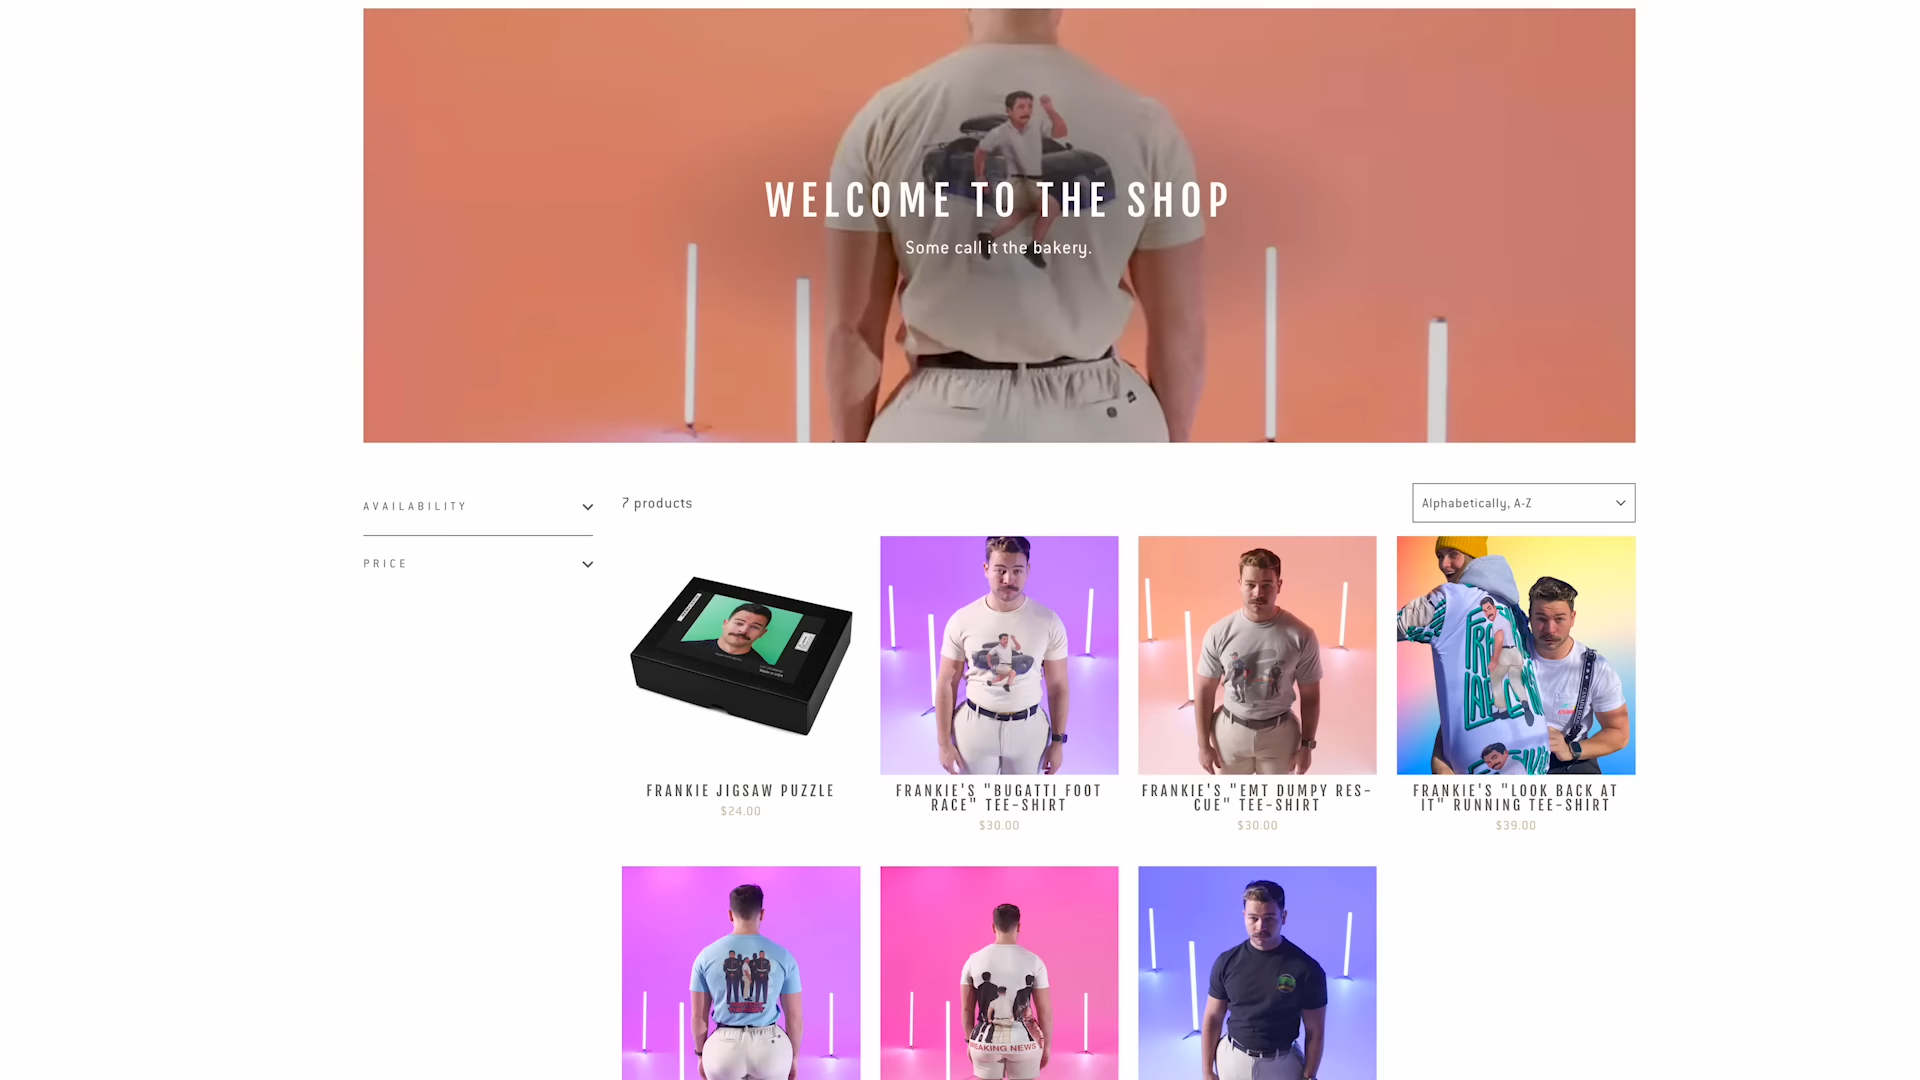 WELCOME TO THE SHOP
Some call it the bakery.
AVAILABILITY
7 products
Alphabetically, A-Z
PRICE
FRANKIE JIGSAW PUZZLE
$24.00
FRANKIE'S "BUGATTI FOOT
RACE" TEE-SHIRT
$30.00
FRANKIE'S "EMT DUMPY RES-
CUE" TEE-SHIRT
$30.00
FRANKIE'S "LOOK BACK AT
IT" RUNNING TEE-SHIRT
$39.00
BREAKING NEWS